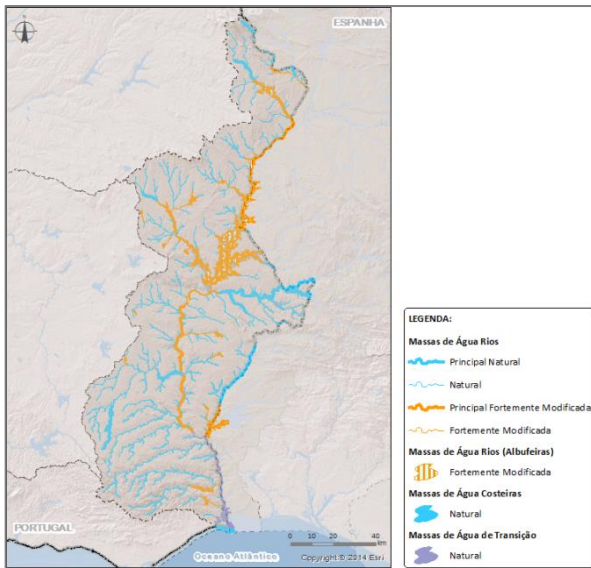 ESPANHA
PORTUGAL
Oceano Atlântico
0 10 20 40
km
Copyright © 2014 Esri
LEGENDA:
Massas de Água Rios
Principal Natural
Natural
Principal Fortemente Modificada
Fortemente Modificada
Massas de Água Rios (Albufeiras)
Fortemente Modificada
Massas de Água Costeiras
Natural
Massas de Água de Transição
Natural